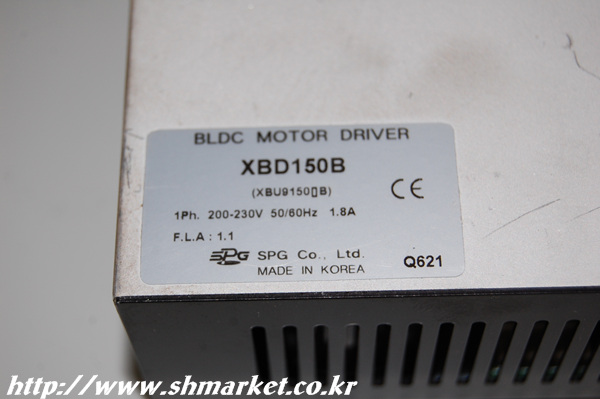 BLDC MOTOR DRIVER
XBD150B
(XBU9150▯B)
CE
1Ph. 200-230V 50/60Hz 1.8A
F.L.A : 1.1
SPG SPG Co., Ltd.
MADE IN KOREA Q621
http://www.shmarket.co.kr